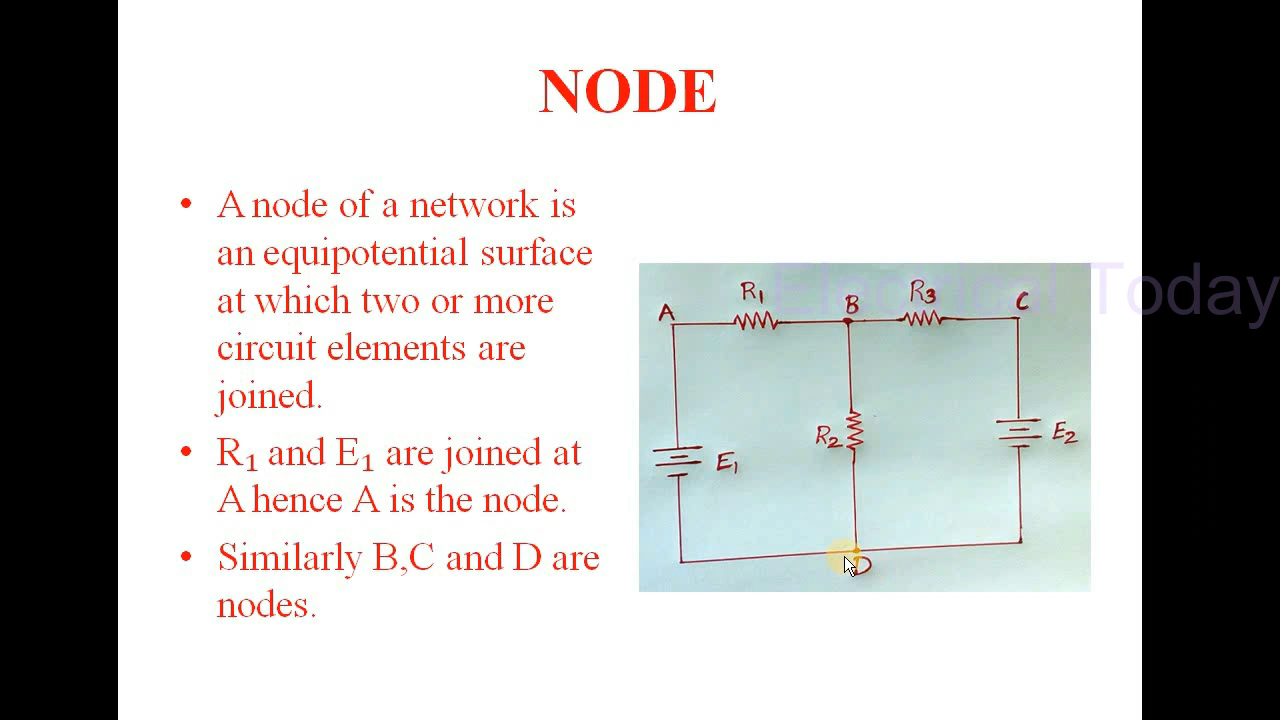 NODE
• A node of a network is
an equipotential surface
at which two or more
circuit elements are
joined.
• R₁ and E₁ are joined at
A hence A is the node.
• Similarly B,C and D are
nodes.
Electrical Today
A
R₁
B
R₃
C
R₂
E₁
E₂
D